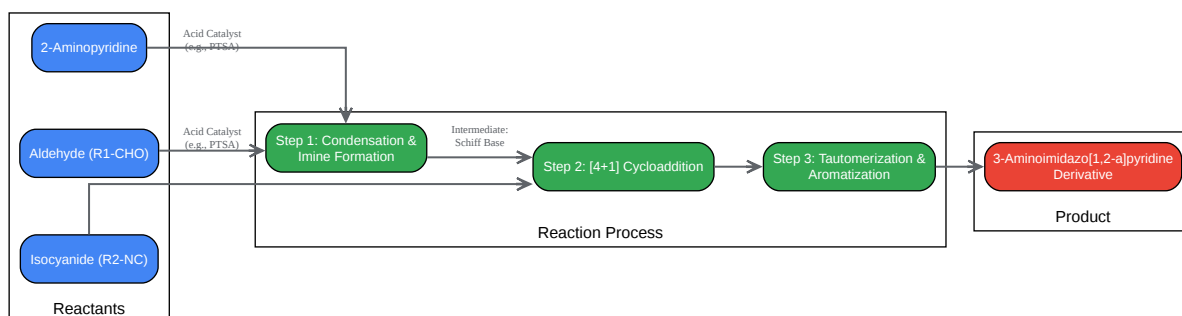 2-Aminopyridine
Acid Catalyst
(e.g., PTSA)
Aldehyde (R1-CHO)
Acid Catalyst
(e.g., PTSA)
Isocyanide (R2-NC)
Reactants
Step 1: Condensation &
Imine Formation
Intermediate:
Schiff Base
Step 2: [4+1] Cycloaddition
Step 3: Tautomerization &
Aromatization
Reaction Process
3-Aminoimidazo[1,2-a]pyridine
Derivative
Product